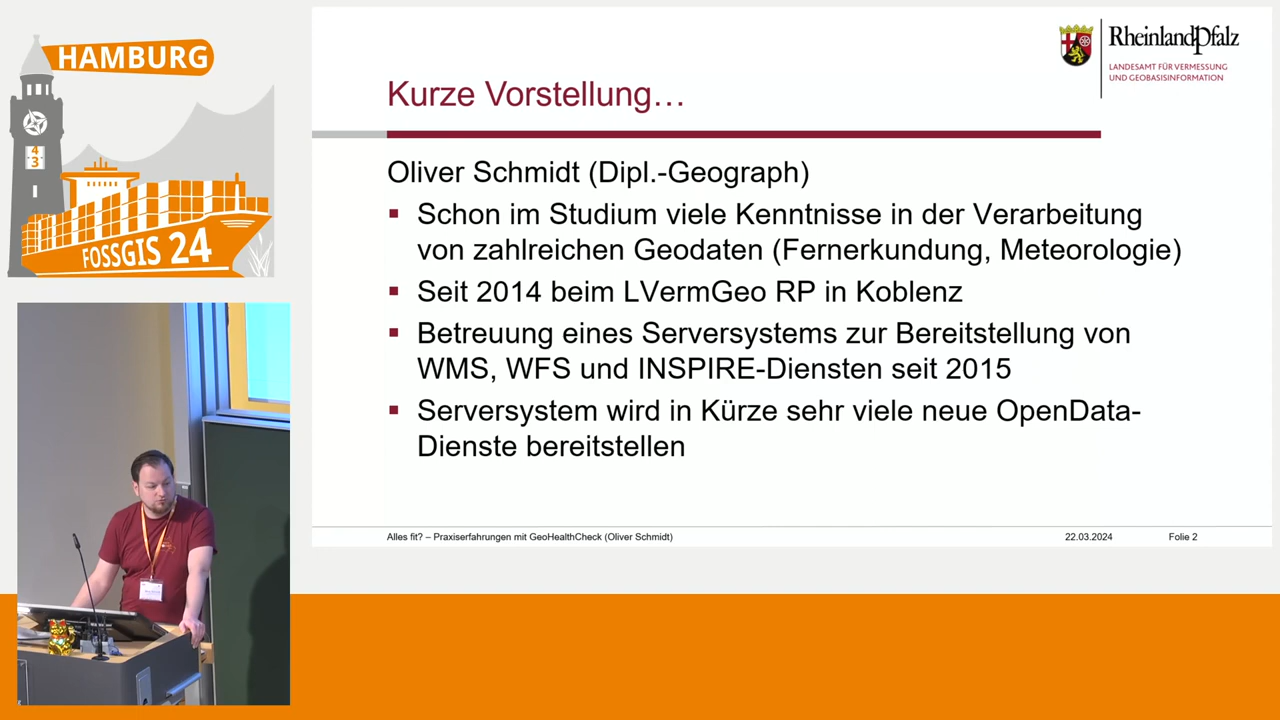 HAMBURG
4
3
FOSSGIS 24
RheinlandPfalz
LANDESAMT FÜR VERMESSUNG
UND GEOBASISINFORMATION
Kurze Vorstellung…
Oliver Schmidt (Dipl.-Geograph)
▪ Schon im Studium viele Kenntnisse in der Verarbeitung
von zahlreichen Geodaten (Fernerkundung, Meteorologie)
▪ Seit 2014 beim LVermGeo RP in Koblenz
▪ Betreuung eines Serversystems zur Bereitstellung von
WMS, WFS und INSPIRE-Diensten seit 2015
▪ Serversystem wird in Kürze sehr viele neue OpenData-
Dienste bereitstellen
Alles fit? – Praxiserfahrungen mit GeoHealthCheck (Oliver Schmidt)
22.03.2024
Folie 2